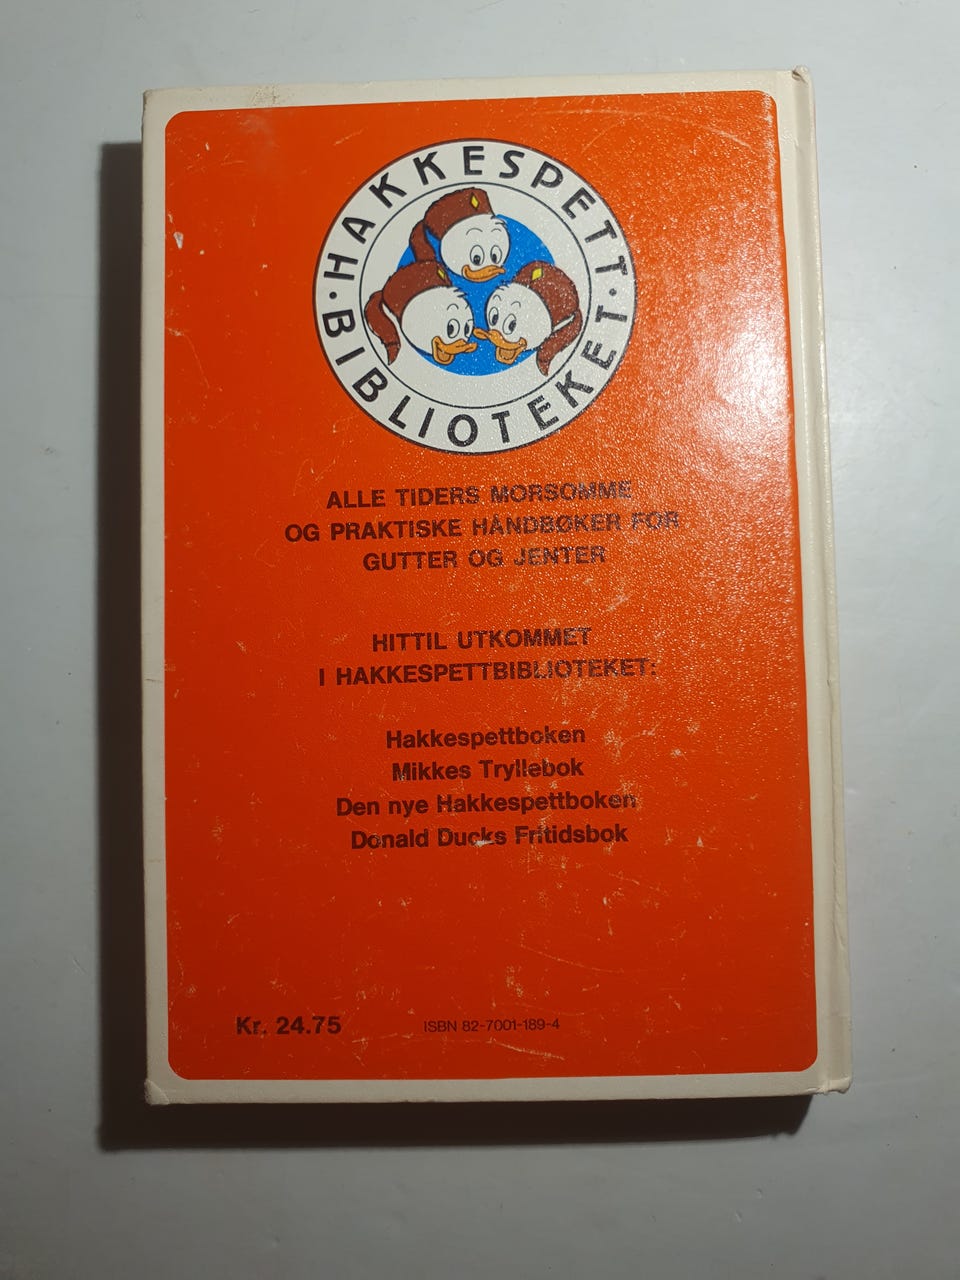 HAKKESPETT
· BIBLIOTEKET ·
ALLE TIDERS MORSOMME
OG PRAKTISKE HÅNDBØKER FOR
GUTTER OG JENTER
HITTIL UTKOMMET
I HAKKESPETTBIBLIOTEKET:
Hakkespettboken
Mikkes Tryllebok
Den nye Hakkespettboken
Donald Ducks Fritidsbok
Kr. 24.75
ISBN 82-7001-189-4